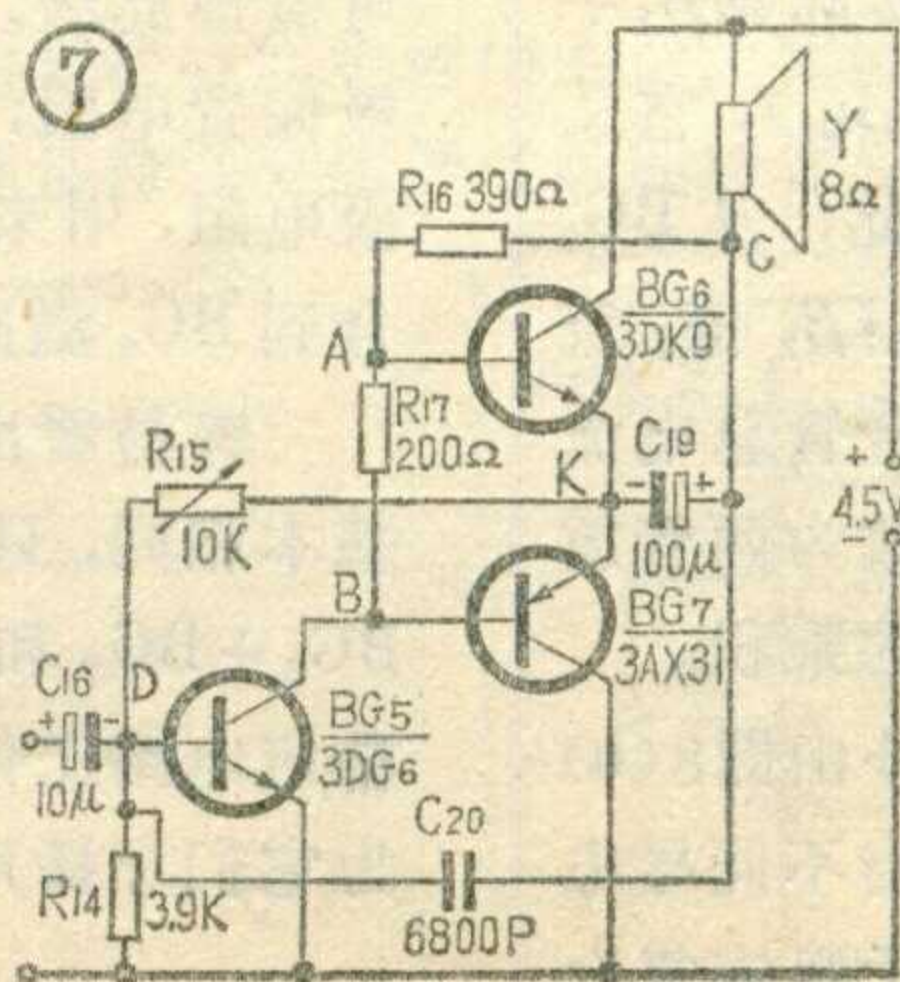 7
Y
8Ω
R16 390Ω
C
BG6
3DK9
A
R17
200Ω
C19
R15
K
- +
+
4.5V
-
10K
100μ
B
BG7
3AX31
C16
D
+ -
BG5
3DG6
10μ
C20
R14
3.9K
6800P